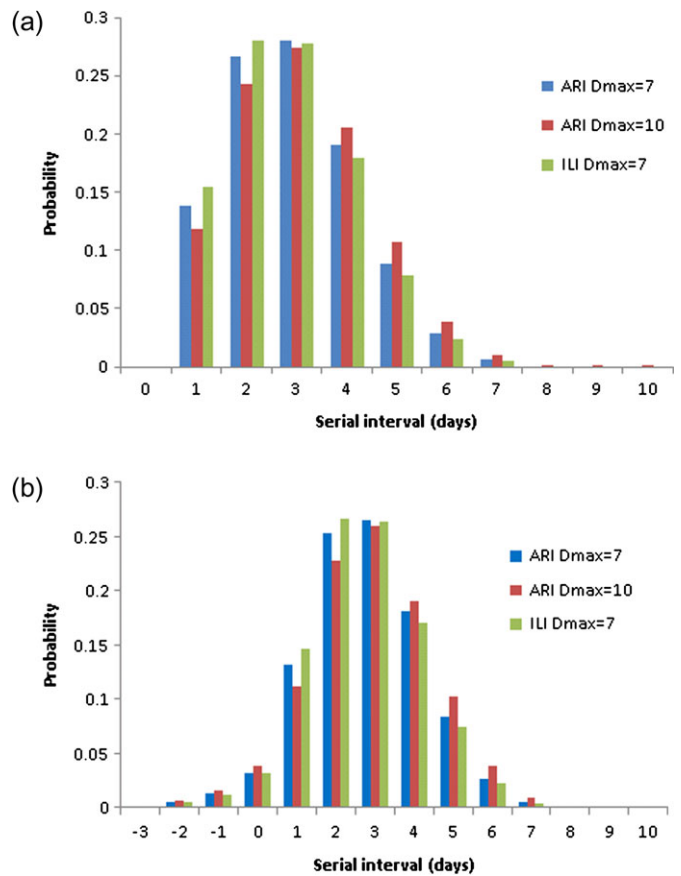 (a)
0.3
0.25
0.2
0.15
0.1
0.05
0
Probability
ARI Dmax=7
ARI Dmax=10
ILI Dmax=7
0 1 2 3 4 5 6 7 8 9 10
Serial interval (days)
(b)
0.3
0.25
0.2
0.15
0.1
0.05
0
Probability
ARI Dmax=7
ARI Dmax=10
ILI Dmax=7
-3 -2 -1 0 1 2 3 4 5 6 7 8 9 10
Serial interval (days)